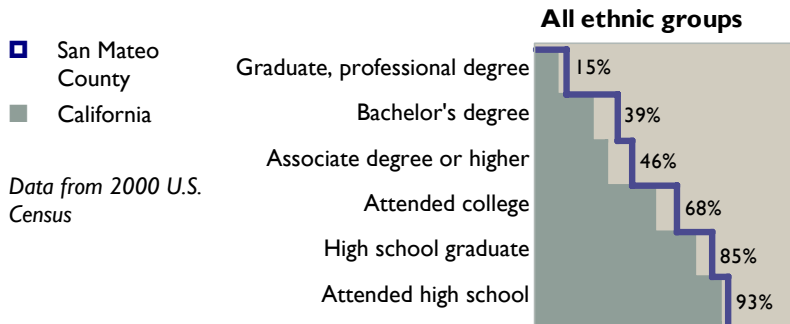 All ethnic groups
San Mateo
County
California
Data from 2000 U.S.
Census
Graduate, professional degree 15%
Bachelor's degree 39%
Associate degree or higher 46%
Attended college 68%
High school graduate 85%
Attended high school 93%